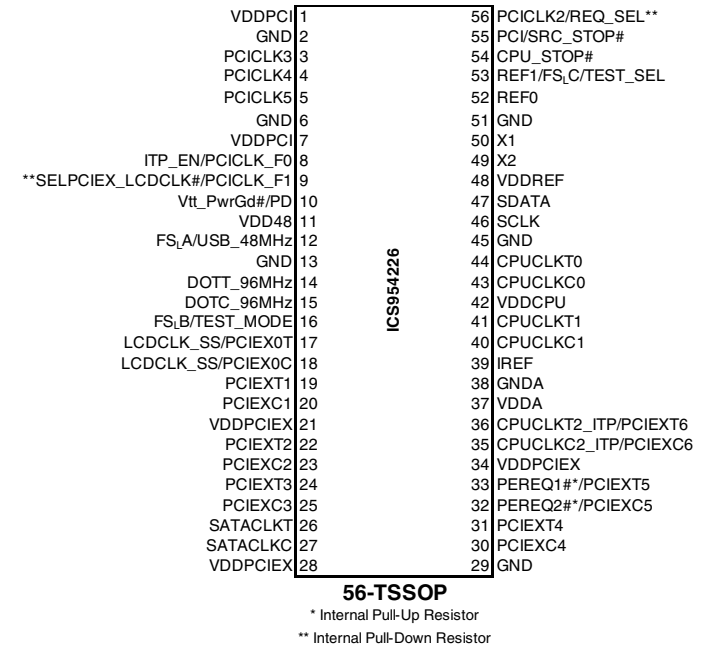 VDDPCI 1 56 PCICLK2/REQ_SEL**
GND 2 55 PCI/SRC_STOP#
PCICLK3 3 54 CPU_STOP#
PCICLK4 4 53 REF1/FSLC/TEST_SEL
PCICLK5 5 52 REF0
GND 6 51 GND
VDDPCI 7 50 X1
ITP_EN/PCICLK_F0 8 49 X2
**SELPCIEX_LCDCLK#/PCICLK_F1 9 48 VDDREF
Vtt_PwrGd#/PD 10 47 SDATA
VDD48 11 46 SCLK
FSLA/USB_48MHz 12 45 GND
GND 13 44 CPUCLKT0
DOTT_96MHz 14 43 CPUCLKC0
DOTC_96MHz 15 42 VDDCPU
FSLB/TEST_MODE 16 41 CPUCLKT1
LCDCLK_SS/PCIEX0T 17 40 CPUCLKC1
LCDCLK_SS/PCIEX0C 18 39 IREF
PCIEXT1 19 38 GNDA
PCIEXC1 20 37 VDDA
VDDPCIEX 21 36 CPUCLKT2_ITP/PCIEXT6
PCIEXT2 22 35 CPUCLKC2_ITP/PCIEXC6
PCIEXC2 23 34 VDDPCIEX
PCIEXT3 24 33 PEREQ1#*/PCIEXT5
PCIEXC3 25 32 PEREQ2#*/PCIEXC5
SATACLKT 26 31 PCIEXT4
SATACLKC 27 30 PCIEXC4
VDDPCIEX 28 29 GND
ICS954226
56-TSSOP
* Internal Pull-Up Resistor
** Internal Pull-Down Resistor